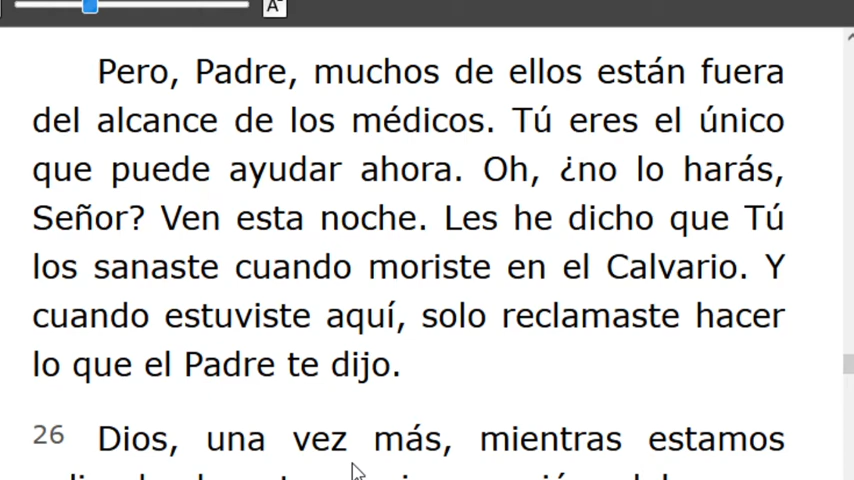 A
Pero, Padre, muchos de ellos están fuera
del alcance de los médicos. Tú eres el único
que puede ayudar ahora. Oh, ¿no lo harás,
Señor? Ven esta noche. Les he dicho que Tú
los sanaste cuando moriste en el Calvario. Y
cuando estuviste aquí, solo reclamaste hacer
lo que el Padre te dijo.
26 Dios, una vez más, mientras estamos